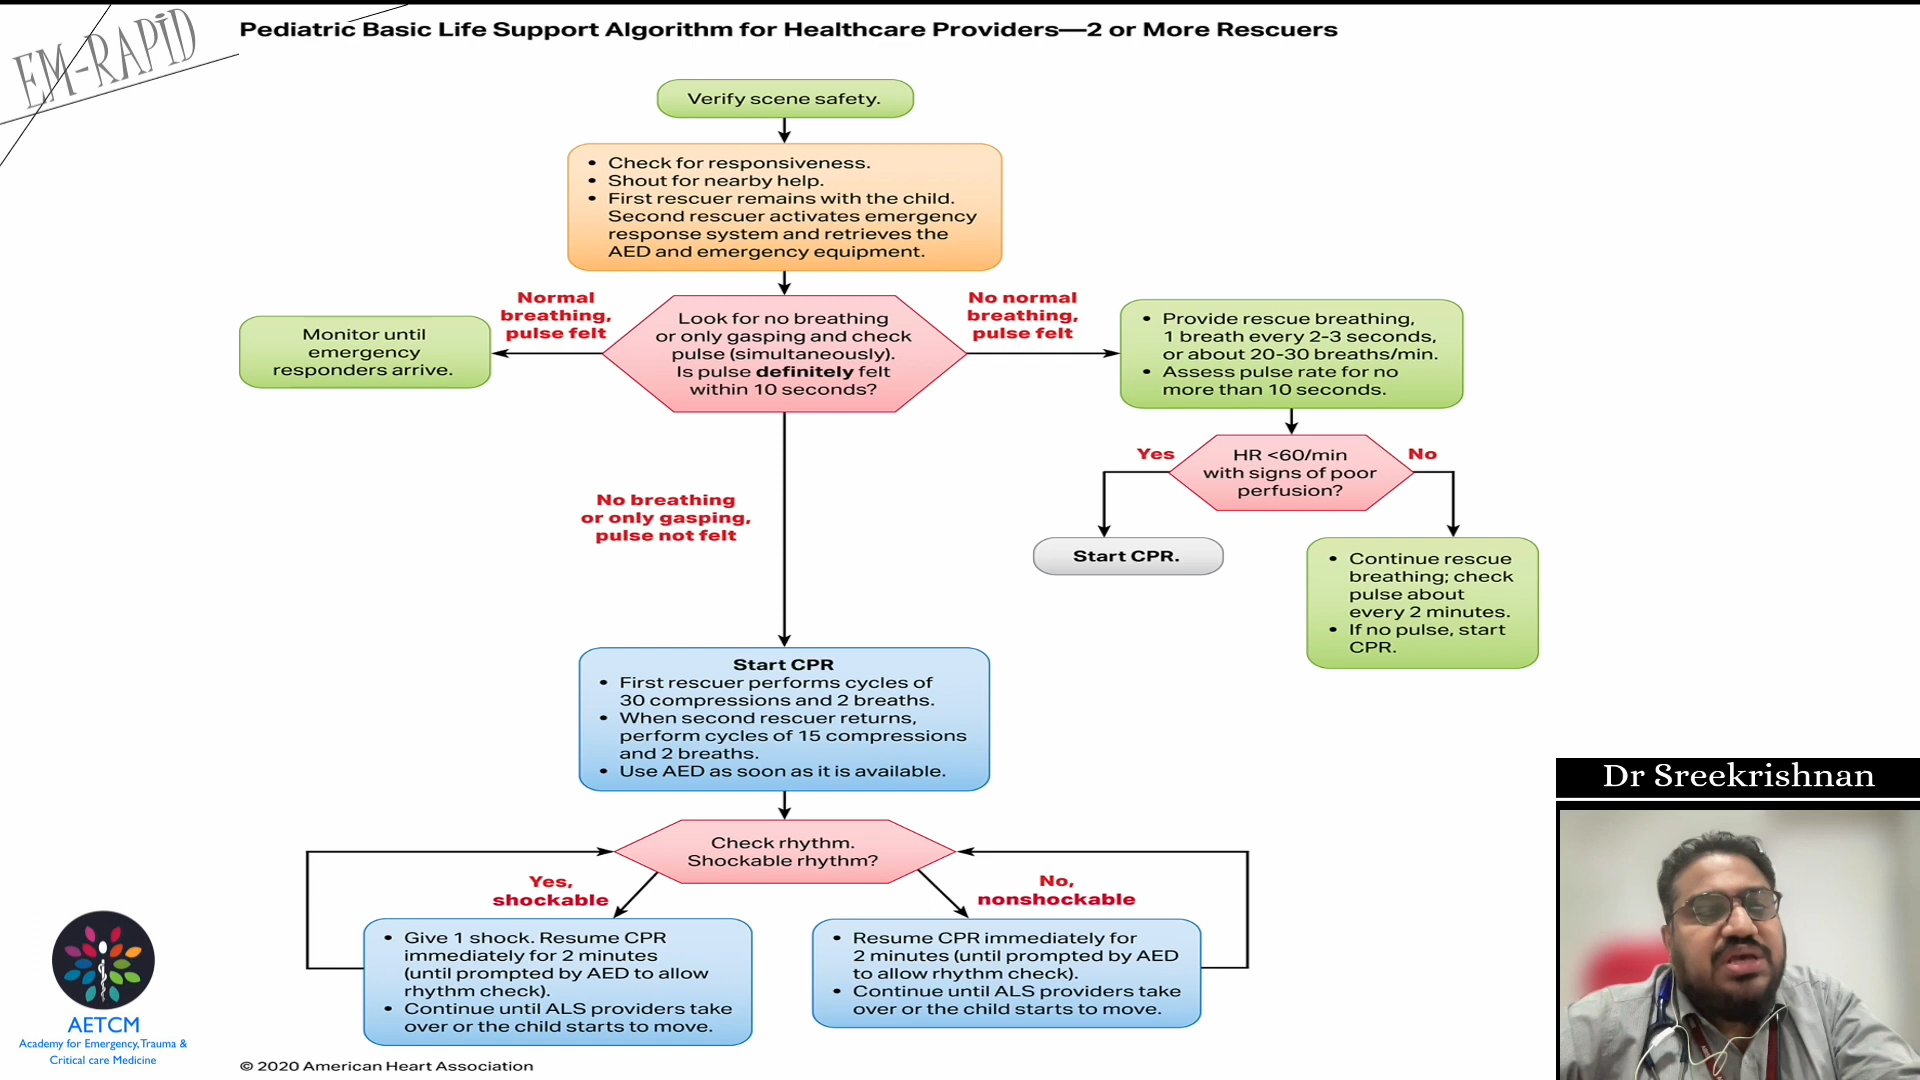 EM-RAPID
Pediatric Basic Life Support Algorithm for Healthcare Providers—2 or More Rescuers
Verify scene safety.
• Check for responsiveness.
• Shout for nearby help.
• First rescuer remains with the child.
Second rescuer activates emergency
response system and retrieves the
AED and emergency equipment.
Normal
breathing,
pulse felt
Monitor until
emergency
responders arrive.
Look for no breathing
or only gasping and check
pulse (simultaneously).
Is pulse definitely felt
within 10 seconds?
No normal
breathing,
pulse felt
• Provide rescue breathing,
1 breath every 2-3 seconds,
or about 20-30 breaths/min.
• Assess pulse rate for no
more than 10 seconds.
Yes
HR <60/min
with signs of poor
perfusion?
No
Start CPR.
• Continue rescue
breathing; check
pulse about
every 2 minutes.
• If no pulse, start
CPR.
No breathing
or only gasping,
pulse not felt
Start CPR
• First rescuer performs cycles of
30 compressions and 2 breaths.
• When second rescuer returns,
perform cycles of 15 compressions
and 2 breaths.
• Use AED as soon as it is available.
Check rhythm.
Shockable rhythm?
Yes,
shockable
No,
nonshockable
• Give 1 shock. Resume CPR
immediately for 2 minutes
(until prompted by AED to allow
rhythm check).
• Continue until ALS providers take
over or the child starts to move.
• Resume CPR immediately for
2 minutes (until prompted by AED
to allow rhythm check).
• Continue until ALS providers take
over or the child starts to move.
© 2020 American Heart Association
AETCM
Academy for Emergency,Trauma &
Critical care Medicine
Dr Sreekrishnan